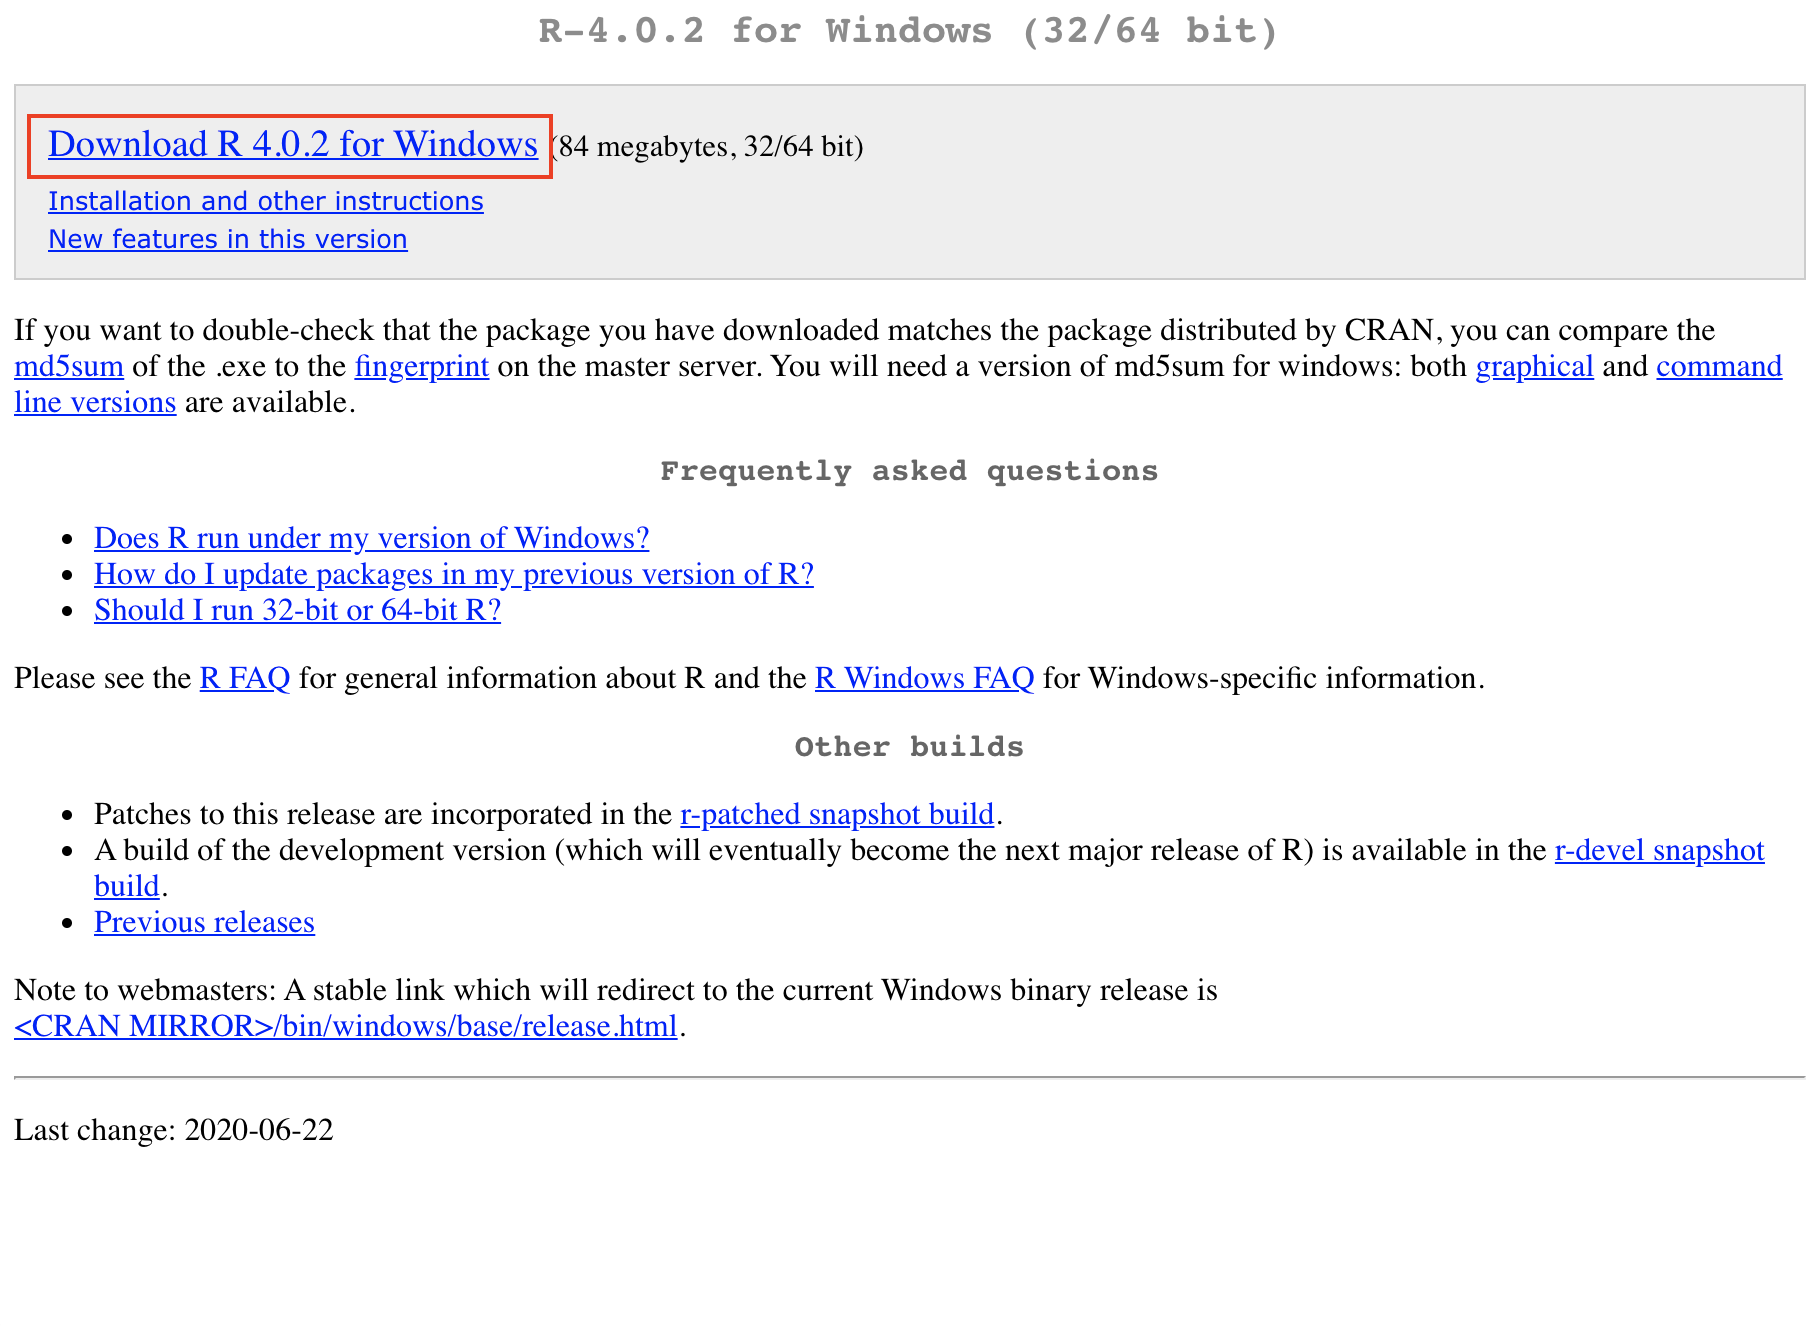 R-4.0.2 for Windows (32/64 bit)
Download R 4.0.2 for Windows (84 megabytes, 32/64 bit)
Installation and other instructions
New features in this version
If you want to double-check that the package you have downloaded matches the package distributed by CRAN, you can compare the
md5sum of the .exe to the fingerprint on the master server. You will need a version of md5sum for windows: both graphical and command
line versions are available.
Frequently asked questions
• Does R run under my version of Windows?
• How do I update packages in my previous version of R?
• Should I run 32-bit or 64-bit R?
Please see the R FAQ for general information about R and the R Windows FAQ for Windows-specific information.
Other builds
• Patches to this release are incorporated in the r-patched snapshot build.
• A build of the development version (which will eventually become the next major release of R) is available in the r-devel snapshot
build.
• Previous releases
Note to webmasters: A stable link which will redirect to the current Windows binary release is
<CRAN MIRROR>/bin/windows/base/release.html.
Last change: 2020-06-22